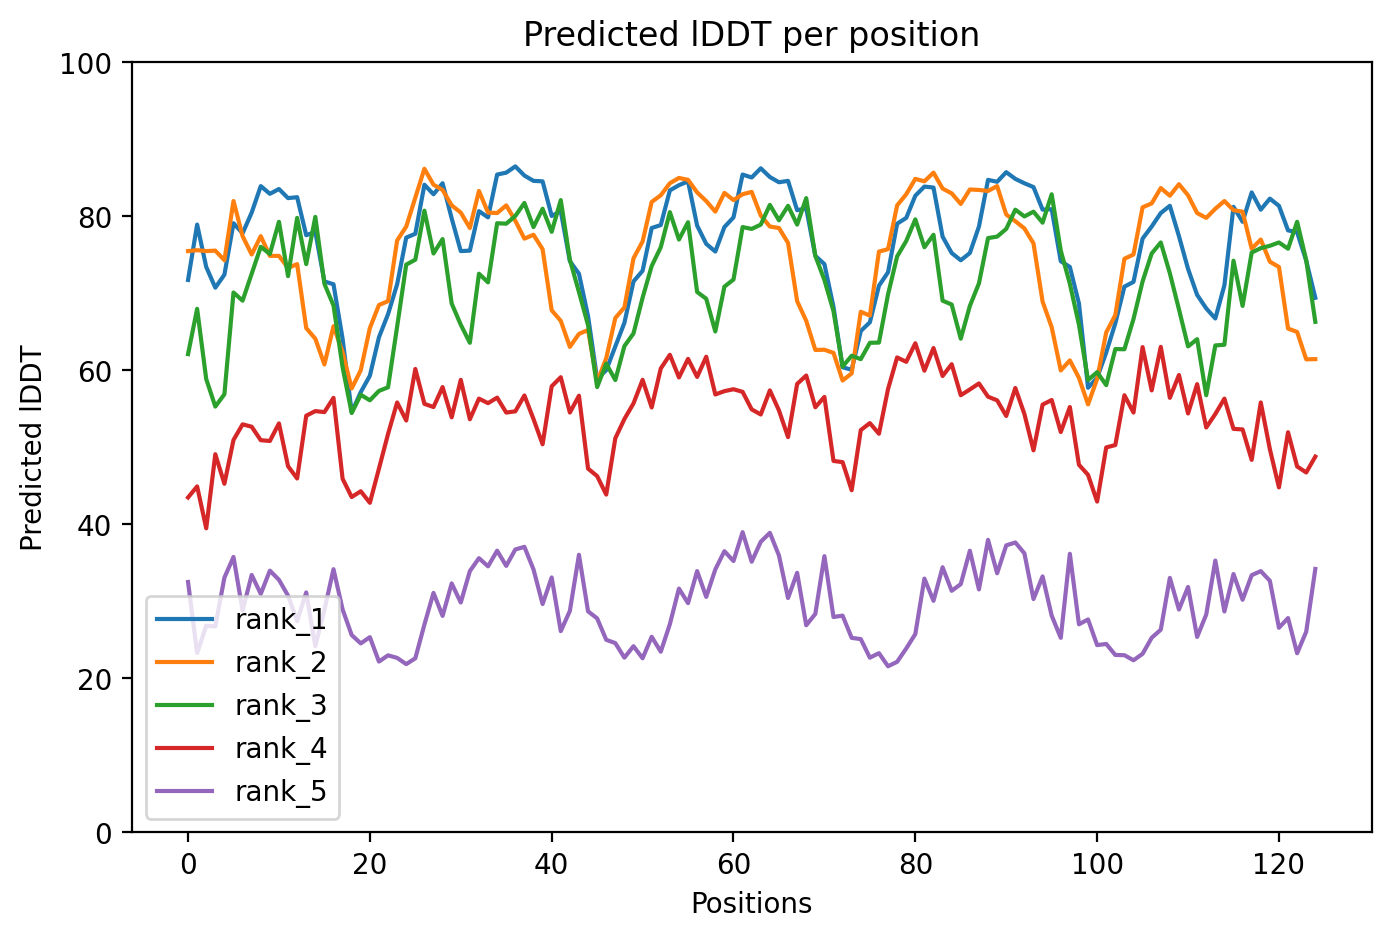 Predicted lDDT per position
Predicted lDDT
100
80
60
40
20
0
rank_1
rank_2
rank_3
rank_4
rank_5
0 20 40 60 80 100 120
Positions